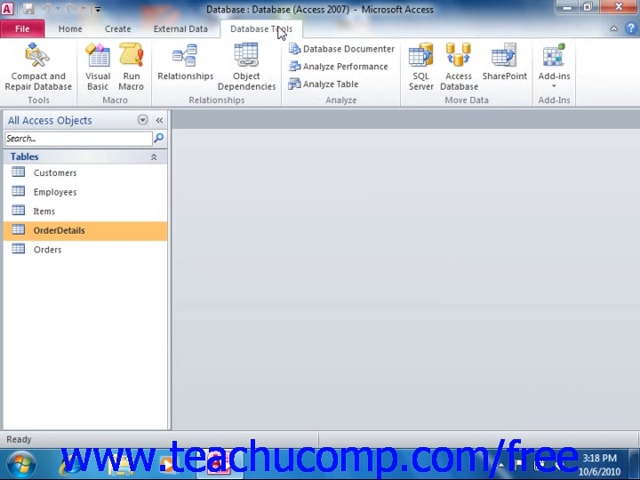 Database : Database (Access 2007) - Microsoft Access
File Home Create External Data Database Tools
Compact and Repair Database
Visual Basic
Run Macro
Relationships
Object Dependencies
Database Documenter
Analyze Performance
Analyze Table
SQL Server
Access Database
SharePoint
Add-ins
Tools Macro Relationships Analyze Move Data Add-Ins
All Access Objects
Search...
Tables
Customers
Employees
Items
OrderDetails
Orders
Ready
www.teachucomp.com/free
3:18 PM
10/6/2010